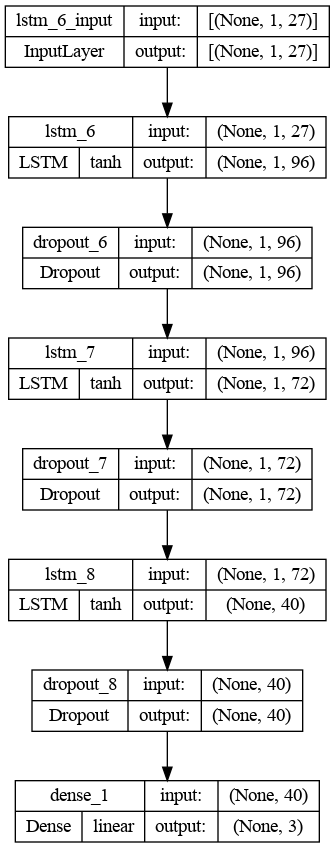 lstm_6_input input: [(None, 1, 27)]
InputLayer output: [(None, 1, 27)]
lstm_6 input: (None, 1, 27)
LSTM tanh output: (None, 1, 96)
dropout_6 input: (None, 1, 96)
Dropout output: (None, 1, 96)
lstm_7 input: (None, 1, 96)
LSTM tanh output: (None, 1, 72)
dropout_7 input: (None, 1, 72)
Dropout output: (None, 1, 72)
lstm_8 input: (None, 1, 72)
LSTM tanh output: (None, 40)
dropout_8 input: (None, 40)
Dropout output: (None, 40)
dense_1 input: (None, 40)
Dense linear output: (None, 3)